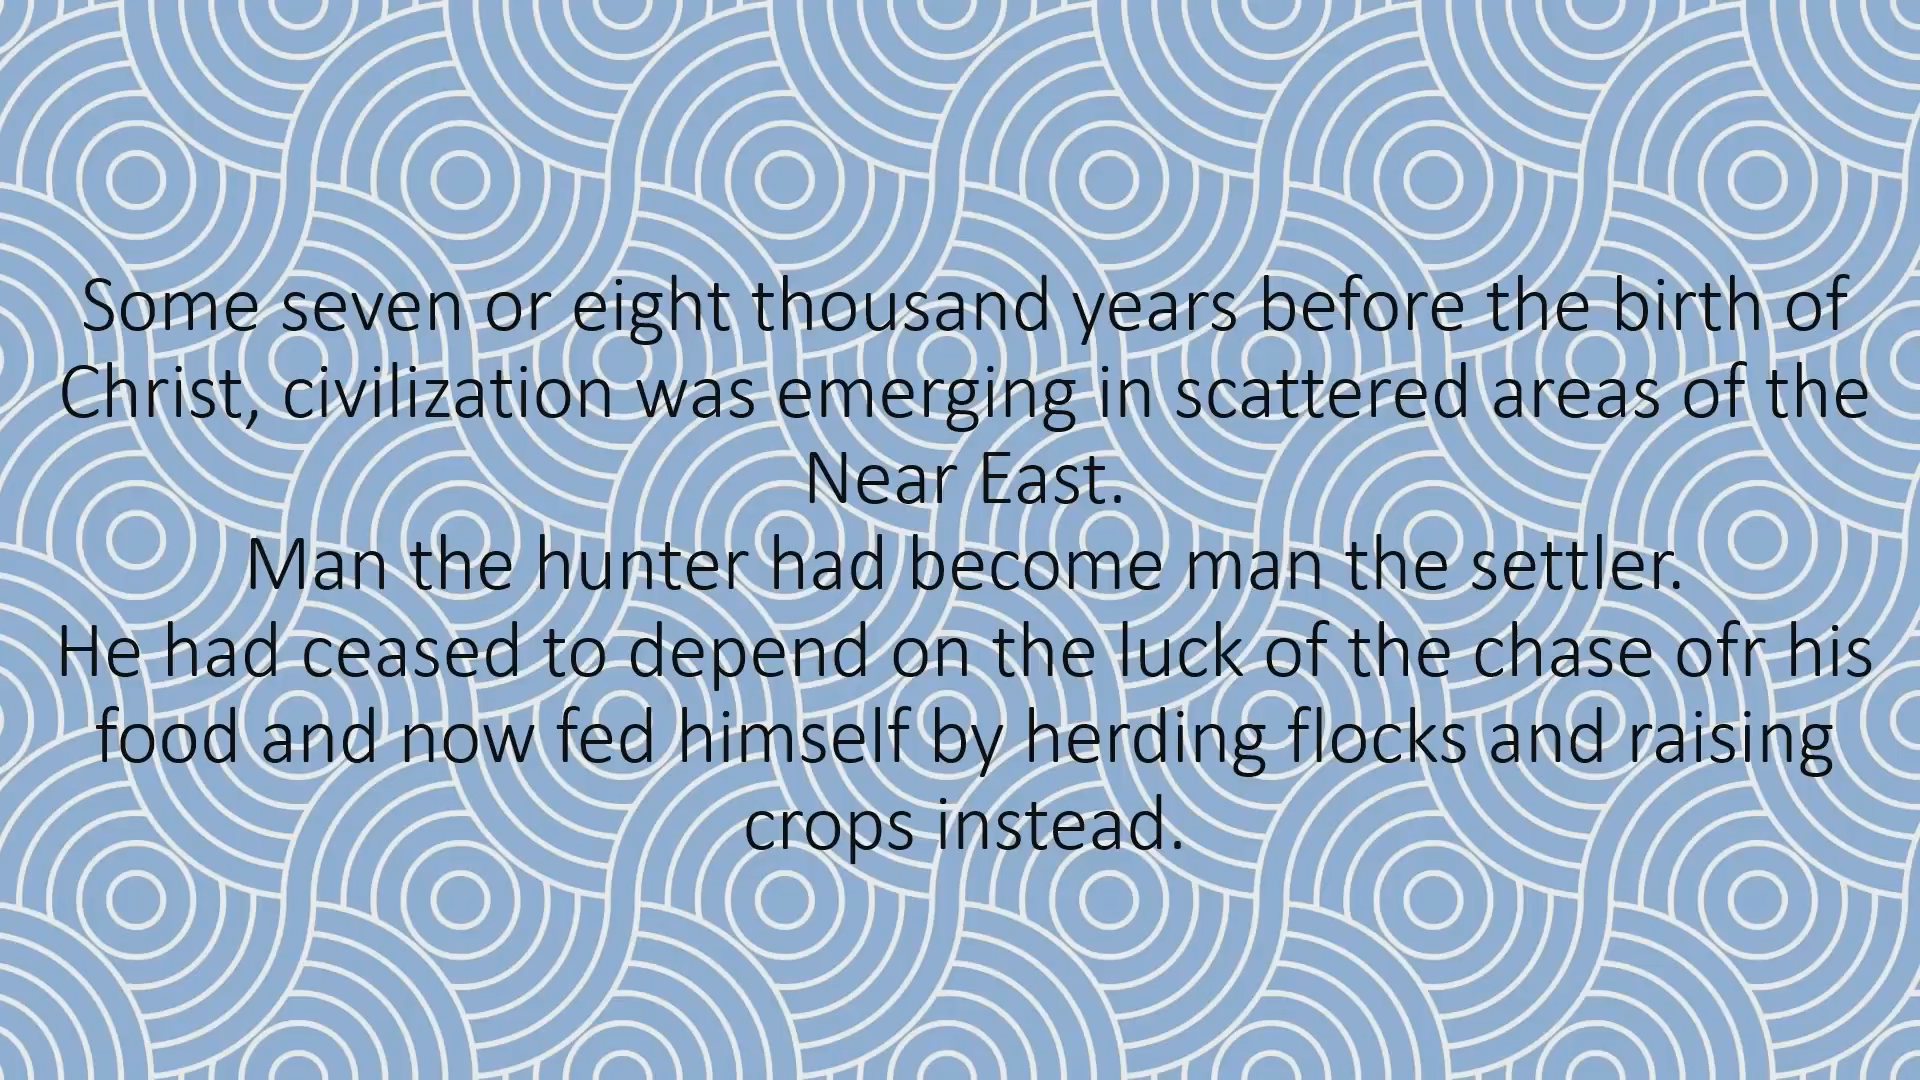 Some seven or eight thousand years before the birth of
Christ, civilization was emerging in scattered areas of the
Near East.
Man the hunter had become man the settler.
He had ceased to depend on the luck of the chase ofr his
food and now fed himself by herding flocks and raising
crops instead.